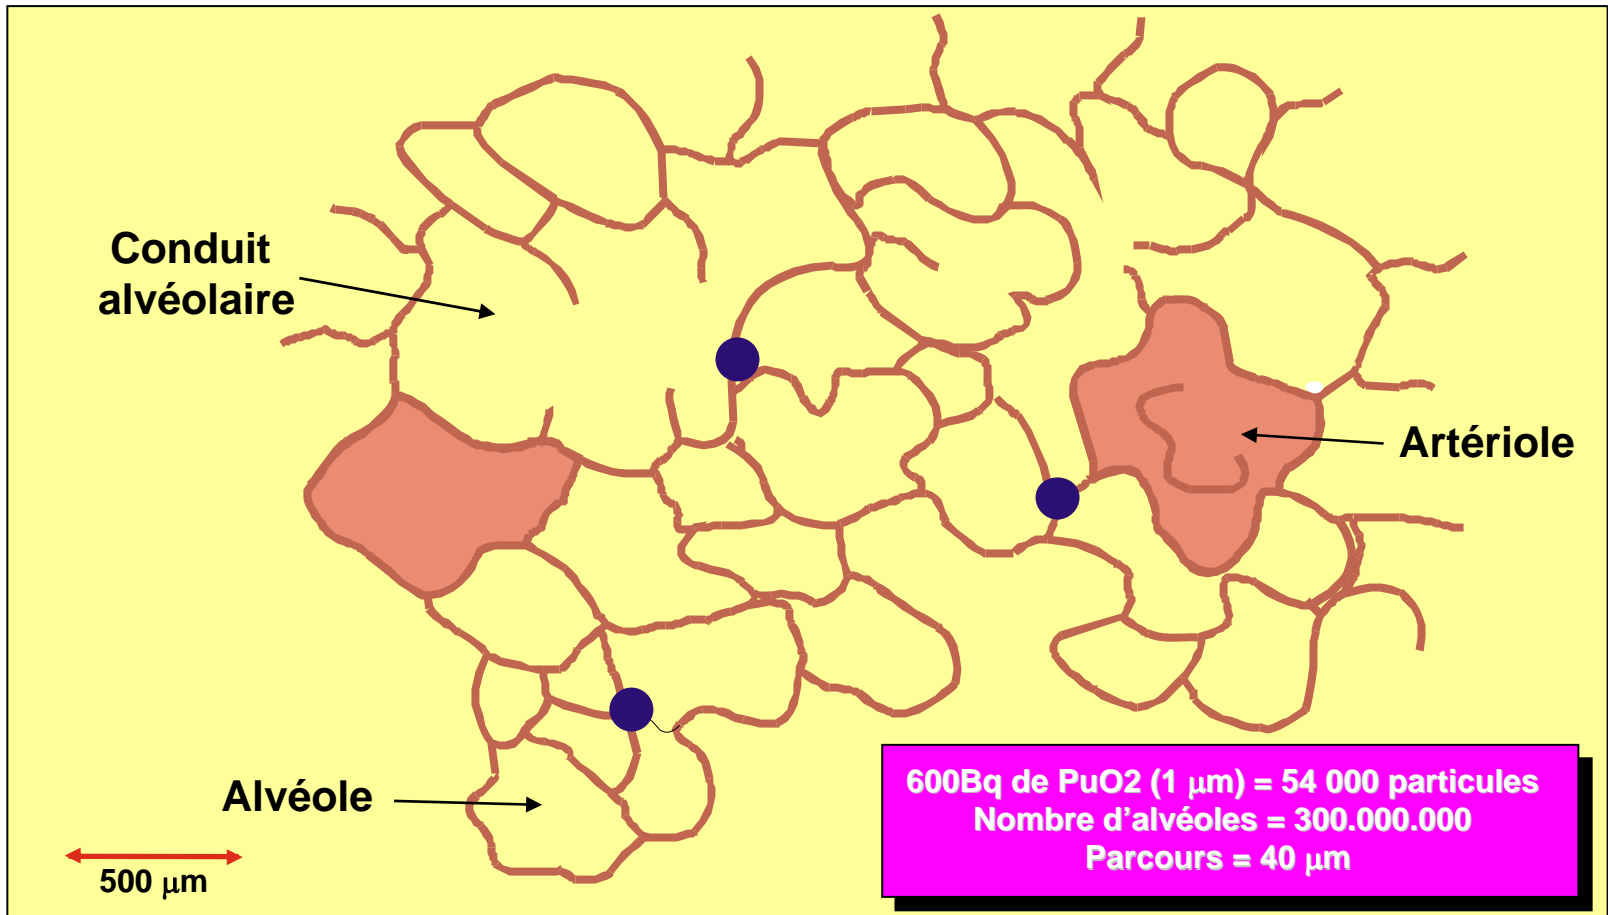 Conduit
alvéolaire
Artériole
Alvéole
500 μm
600Bq de PuO2 (1 μm) = 54 000 particules
Nombre d'alvéoles = 300.000.000
Parcours = 40 μm